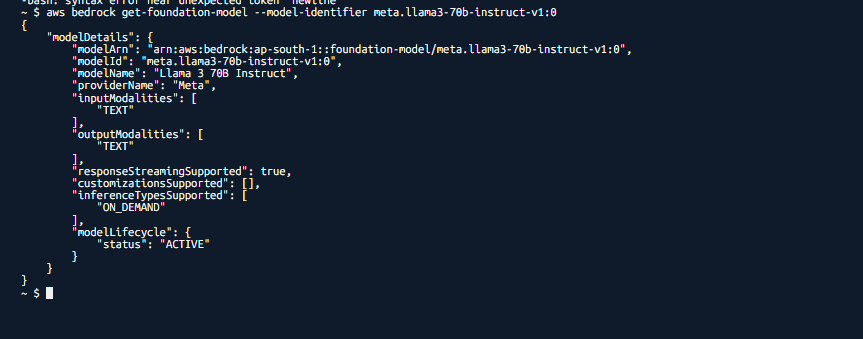 -bash: syntax error near unexpected token `newline'
~ $ aws bedrock get-foundation-model --model-identifier meta.llama3-70b-instruct-v1:0
{
    "modelDetails": {
        "modelArn": "arn:aws:bedrock:ap-south-1::foundation-model/meta.llama3-70b-instruct-v1:0",
        "modelId": "meta.llama3-70b-instruct-v1:0",
        "modelName": "Llama 3 70B Instruct",
        "providerName": "Meta",
        "inputModalities": [
            "TEXT"
        ],
        "outputModalities": [
            "TEXT"
        ],
        "responseStreamingSupported": true,
        "customizationsSupported": [],
        "inferenceTypesSupported": [
            "ON_DEMAND"
        ],
        "modelLifecycle": {
            "status": "ACTIVE"
        }
    }
}
~ $